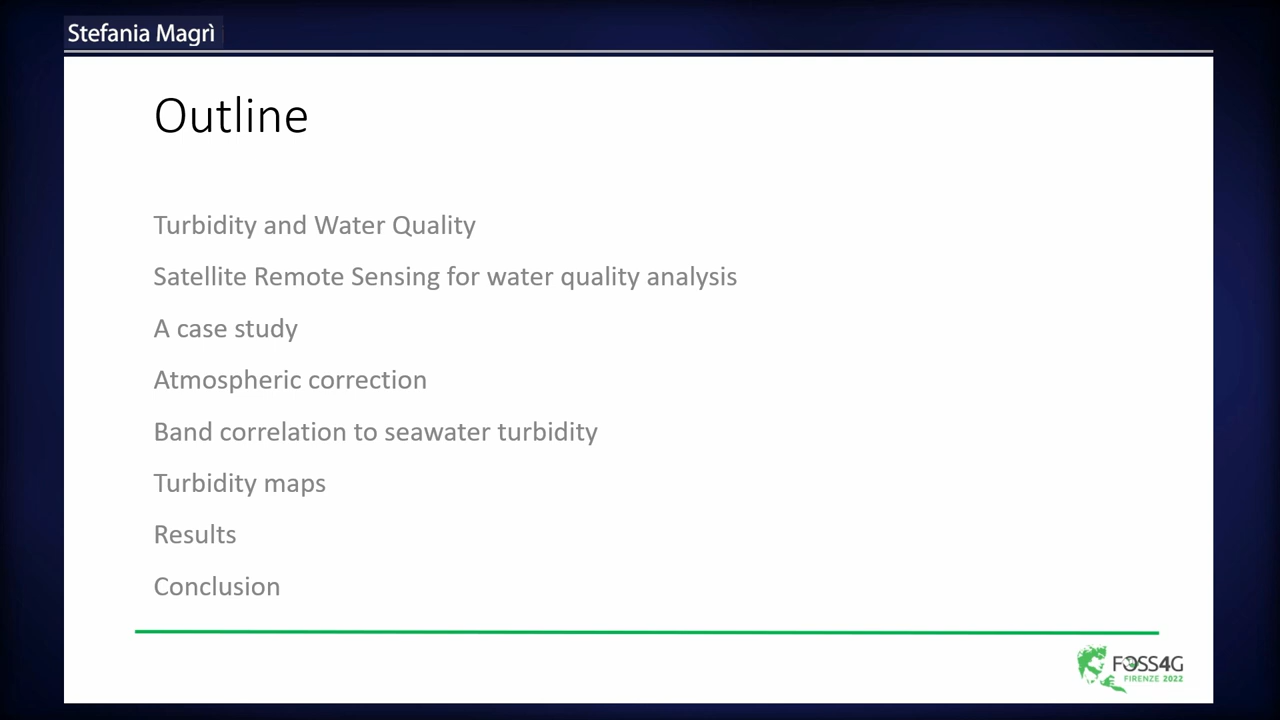 Stefania Magrì
Outline
Turbidity and Water Quality
Satellite Remote Sensing for water quality analysis
A case study
Atmospheric correction
Band correlation to seawater turbidity
Turbidity maps
Results
Conclusion
FOSS4G
FIRENZE 2022